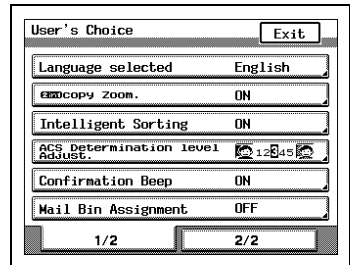 User's Choice
Exit
Language selected English
2in1 copy Zoom. ON
Intelligent Sorting ON
ACS Determination level
Adjust. 12345
Confirmation Beep ON
Mail Bin Assignment OFF
1/2 2/2